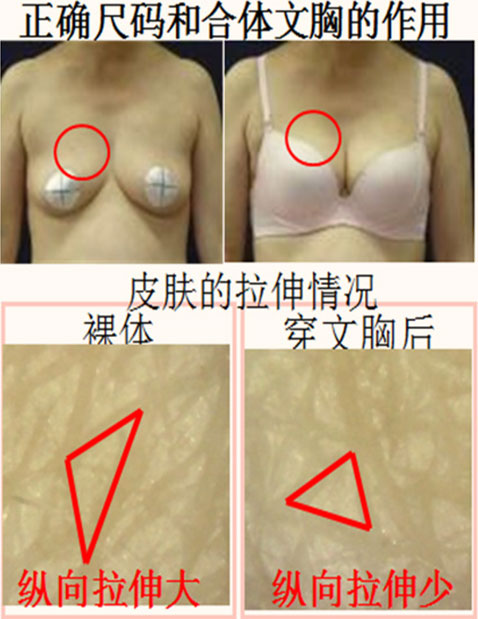 正确尺码和合体文胸的作用
皮肤的拉伸情况
裸体
穿文胸后
纵向拉伸大
纵向拉伸少